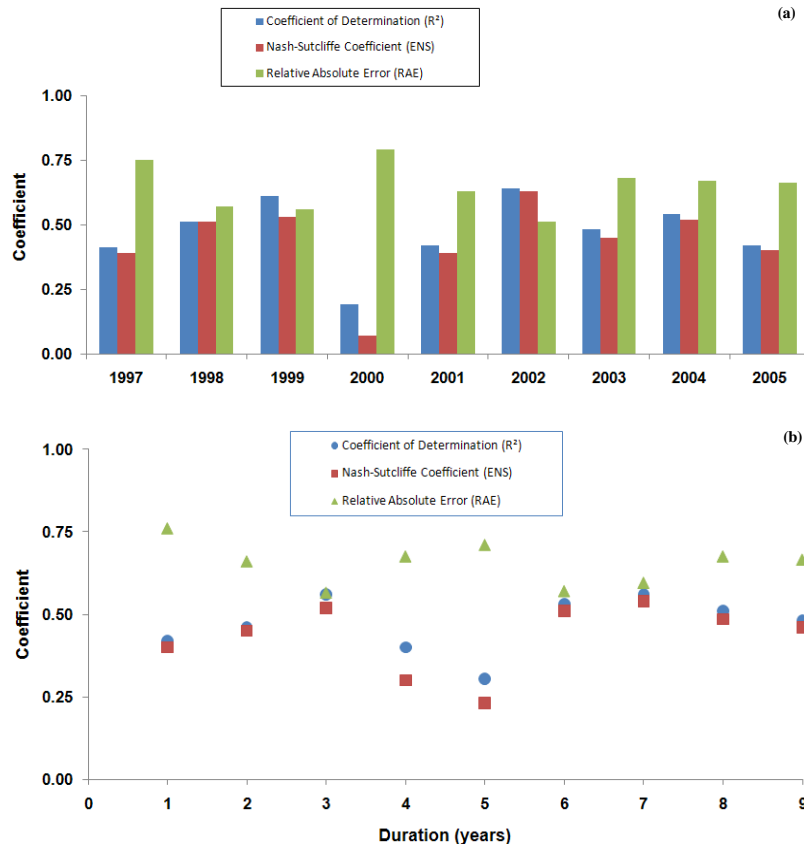 (a)
Coefficient of Determination (R²)
Nash-Sutcliffe Coefficient (ENS)
Relative Absolute Error (RAE)
1.00
0.75
0.50
0.25
0.00
Coefficient
1997 1998 1999 2000 2001 2002 2003 2004 2005
(b)
Coefficient of Determination (R²)
Nash-Sutcliffe Coefficient (ENS)
Relative Absolute Error (RAE)
1.00
0.75
0.50
0.25
0.00
Coefficient
0 1 2 3 4 5 6 7 8 9
Duration (years)